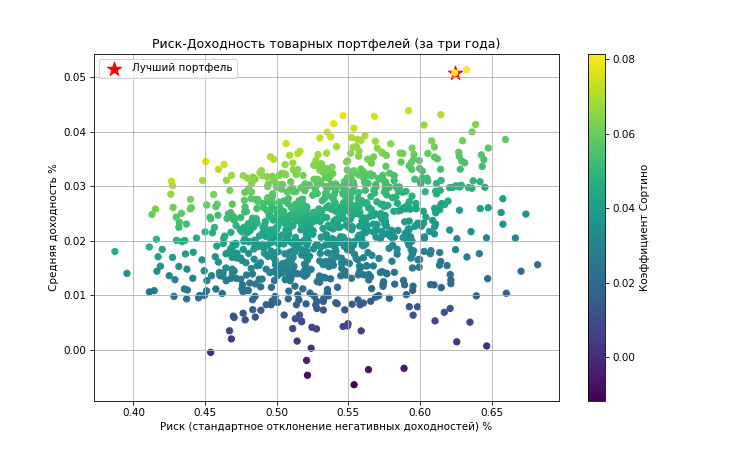 Риск-Доходность товарных портфелей (за три года)
Лучший портфель
Средняя доходность %
0.05
0.04
0.03
0.02
0.01
0.00
0.40 0.45 0.50 0.55 0.60 0.65
Риск (стандартное отклонение негативных доходностей) %
0.08
0.06
0.04
0.02
0.00
Коэффициент Сортино